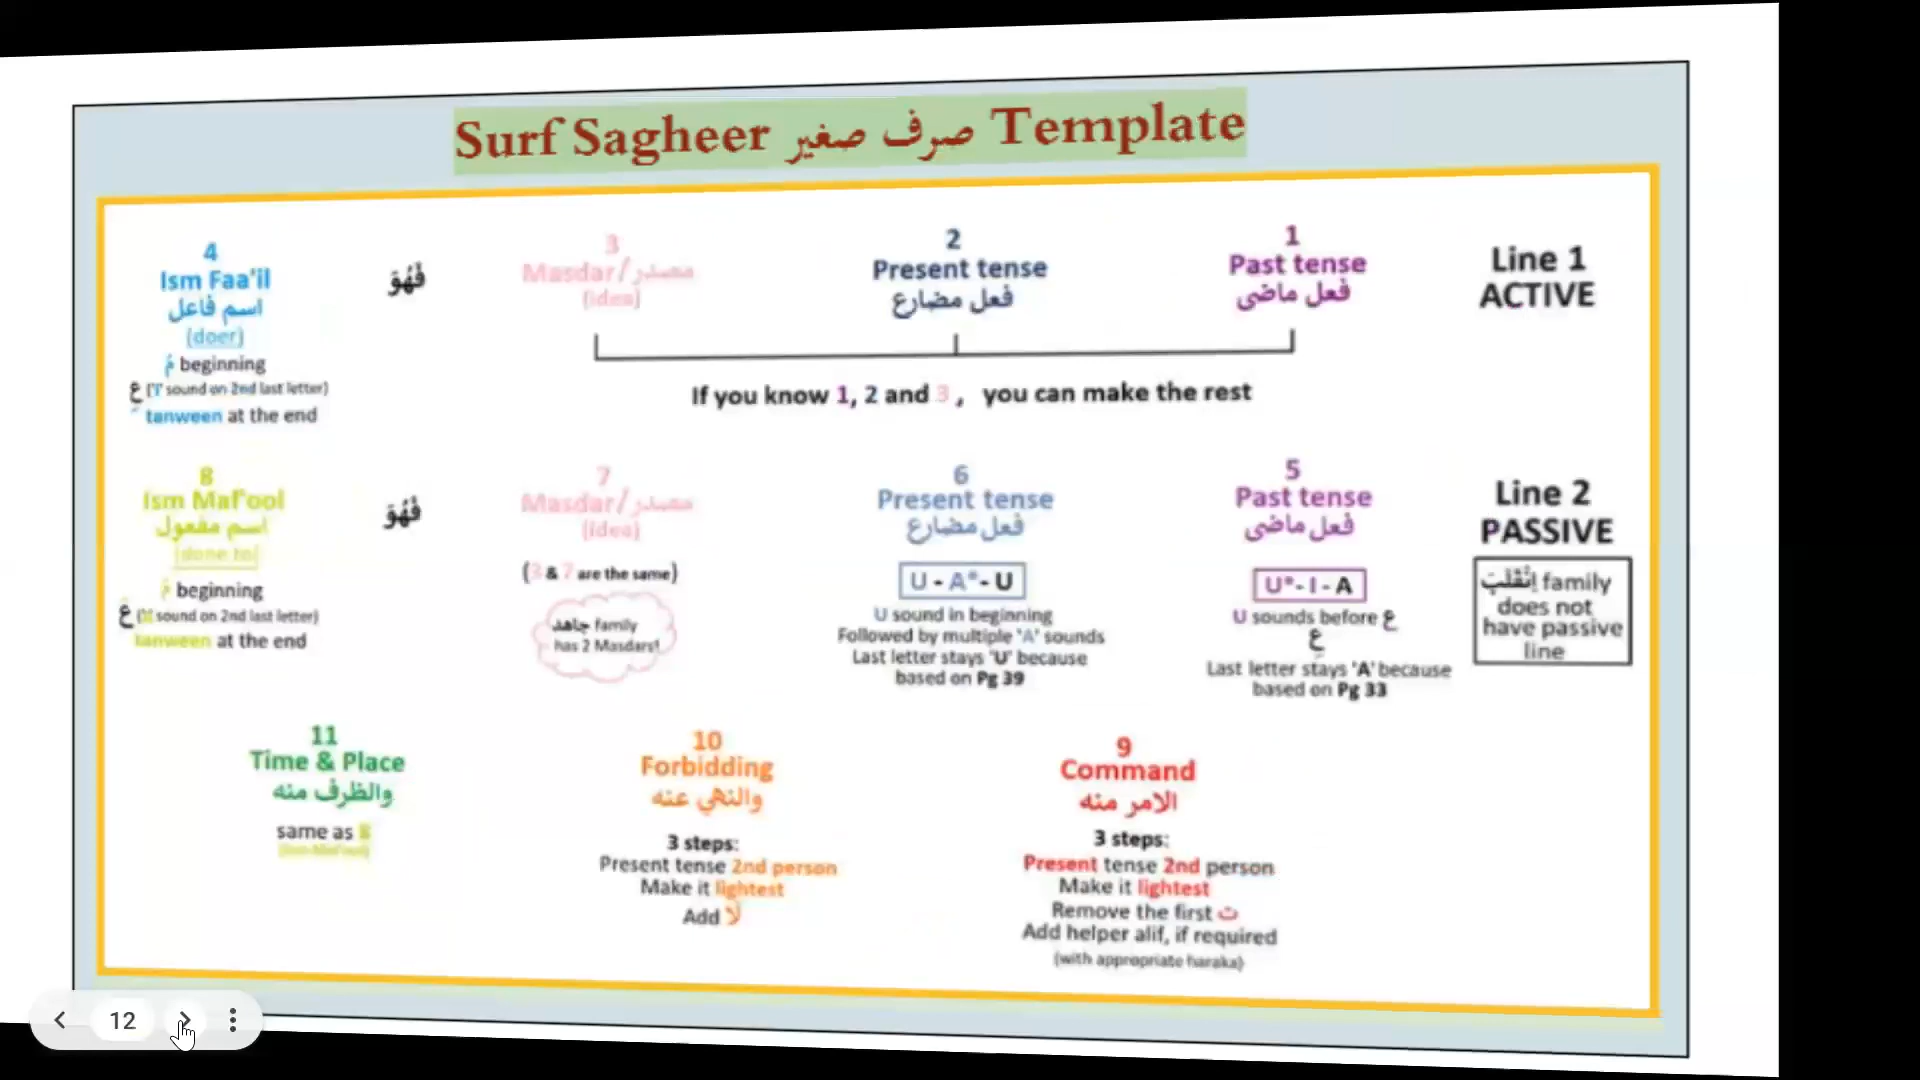 Surf Sagheer صرف صغير Template
Line 1
ACTIVE
1
Past tense
فعل ماضى
2
Present tense
فعل مضارع
3
Masdar/مصدر
(idea)
فَهُوَ
4
Ism Faa'il
اسم فاعل
(doer)
مُ beginning
عِ ('I' sound on 2nd last letter)
tanween at the end
If you know 1, 2 and 3 , you can make the rest
Line 2
PASSIVE
اِنْقَلَبَ family
does not
have passive
line
5
Past tense
فعل ماضى
U*- I - A
U sounds before ع
عِ
Last letter stays 'A' because
based on Pg 33
6
Present tense
فعل مضارع
U - A*- U
U sound in beginning
Followed by multiple 'A' sounds
Last letter stays 'U' because
based on Pg 39
7
Masdar/مصدر
(idea)
(3 & 7 are the same)
جاهد family
has 2 Masdars!
فَهُوَ
8
Ism Maf'ool
اسم مفعول
(done to)
مُ beginning
sound on 2nd last letter)
tanween at the end
9
Command
الامر منه
3 steps:
Present tense 2nd person
Make it lightest
Remove the first ت
Add helper alif, if required
(with appropriate haraka)
10
Forbidding
والنهي عنه
3 steps:
Present tense 2nd person
Make it lightest
Add لا
11
Time & Place
والظرف منه
same as 8
(Ism Maf'ool)
12